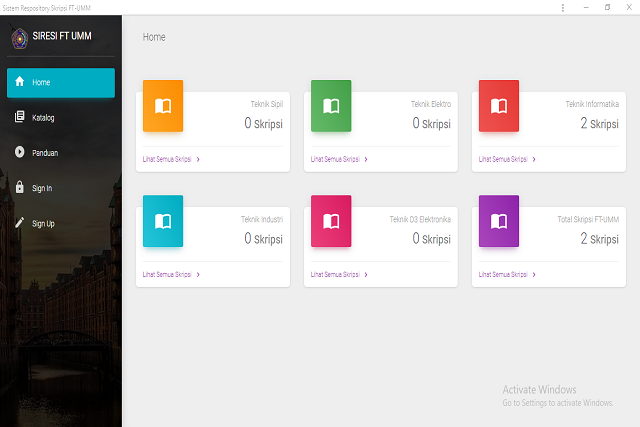 Sistem Respository Skripsi FT-UMM
SIRESI FT UMM
Home
Katalog
Panduan
Sign In
Sign Up
Home
Teknik Sipil
0 Skripsi
Lihat Semua Skripsi
Teknik Elektro
0 Skripsi
Lihat Semua Skripsi
Teknik Informatika
2 Skripsi
Lihat Semua Skripsi
Teknik Industri
0 Skripsi
Lihat Semua Skripsi
Teknik D3 Elektronika
0 Skripsi
Lihat Semua Skripsi
Total Skripsi FT-UMM
2 Skripsi
Lihat Semua Skripsi
Activate Windows
Go to Settings to activate Windows.